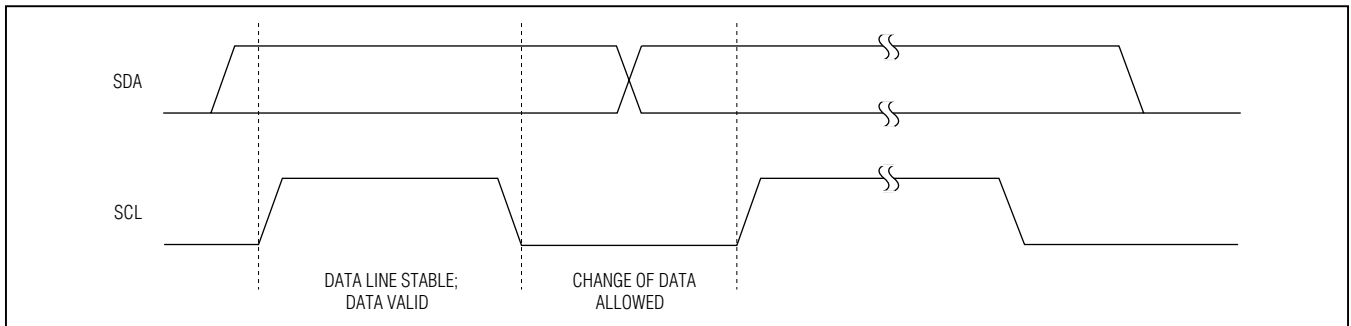 SDA
SCL
DATA LINE STABLE;
DATA VALID
CHANGE OF DATA
ALLOWED